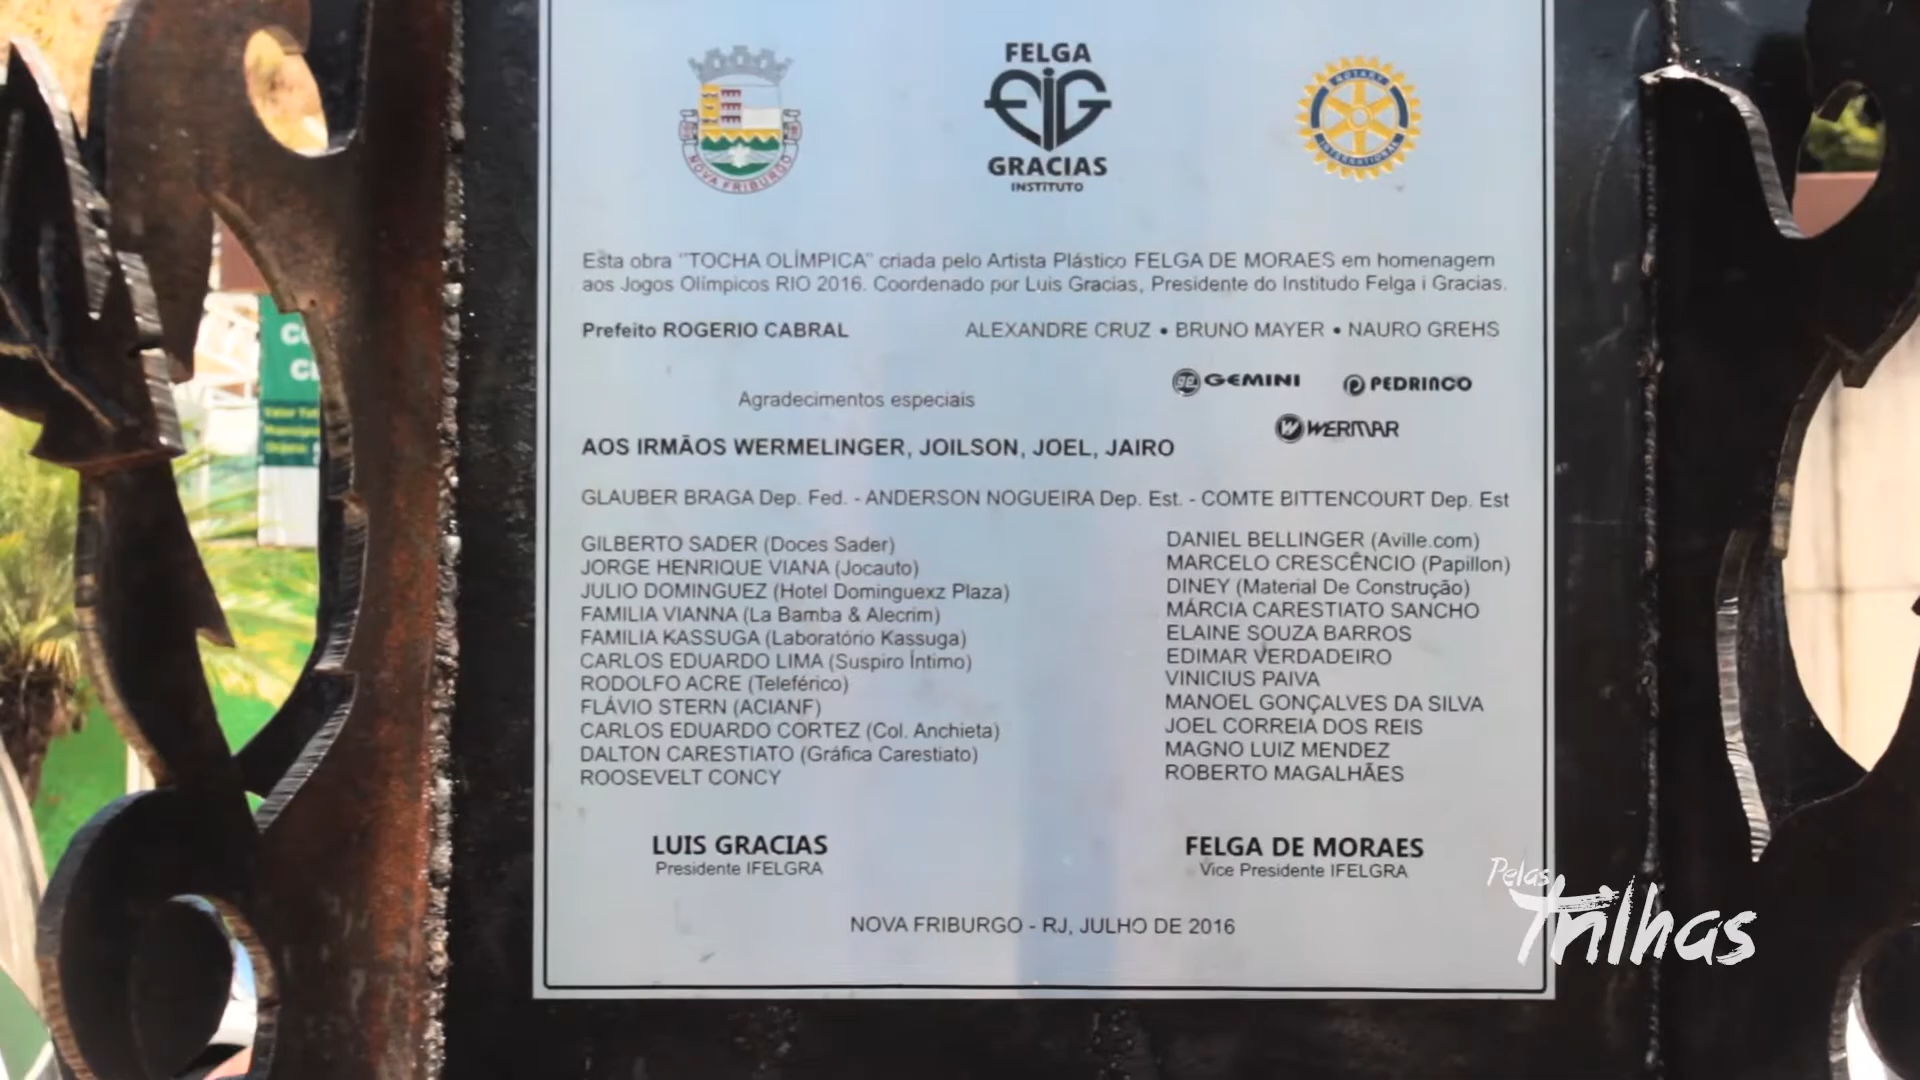 FELGA
FIG
GRACIAS
INSTITUTO
NOVA FRIBURGO
ROTARY
INTERNATIONAL
Esta obra "TOCHA OLÍMPICA" criada pelo Artista Plástico FELGA DE MORAES em homenagem
aos Jogos Olímpicos RIO 2016. Coordenado por Luis Gracias, Presidente do Institudo Felga i Gracias.
Prefeito ROGERIO CABRAL
ALEXANDRE CRUZ • BRUNO MAYER • NAURO GREHS
GEMINI
PEDRINCO
WERMAR
Agradecimentos especiais
AOS IRMÃOS WERMELINGER, JOILSON, JOEL, JAIRO
GLAUBER BRAGA Dep. Fed. - ANDERSON NOGUEIRA Dep. Est. - COMTE BITTENCOURT Dep. Est
GILBERTO SADER (Doces Sader)
JORGE HENRIQUE VIANA (Jocauto)
JULIO DOMINGUEZ (Hotel Dominguexz Plaza)
FAMILIA VIANNA (La Bamba & Alecrim)
FAMILIA KASSUGA (Laboratório Kassuga)
CARLOS EDUARDO LIMA (Suspiro Íntimo)
RODOLFO ACRE (Teleférico)
FLÁVIO STERN (ACIANF)
CARLOS EDUARDO CORTEZ (Col. Anchieta)
DALTON CARESTIATO (Gráfica Carestiato)
ROOSEVELT CONCY
DANIEL BELLINGER (Aville.com)
MARCELO CRESCÊNCIO (Papillon)
DINEY (Material De Construção)
MÁRCIA CARESTIATO SANCHO
ELAINE SOUZA BARROS
EDIMAR VERDADEIRO
VINICIUS PAIVA
MANOEL GONÇALVES DA SILVA
JOEL CORREIA DOS REIS
MAGNO LUIZ MENDEZ
ROBERTO MAGALHÃES
LUIS GRACIAS
Presidente IFELGRA
FELGA DE MORAES
Vice Presidente IFELGRA
NOVA FRIBURGO - RJ, JULHO DE 2016
Pelas
trilhas